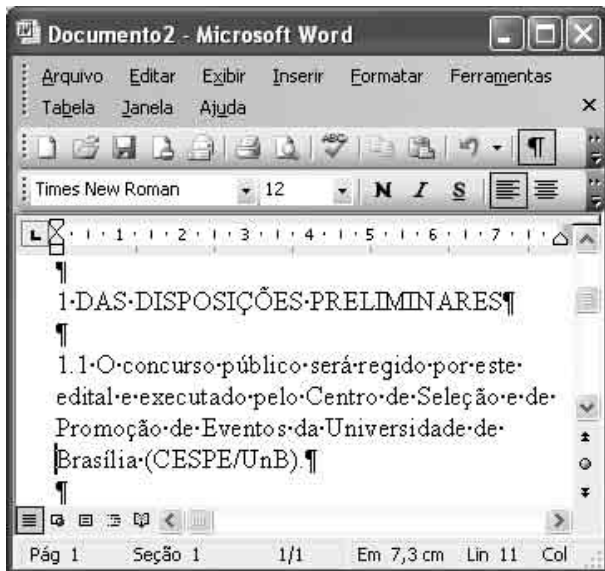 Documento2 - Microsoft Word
Arquivo Editar Exibir Inserir Formatar Ferramentas
Tabela Janela Ajuda
ABC ¶
Times New Roman 12 N I S
L 1 2 3 4 5 6 7
¶
1·DAS·DISPOSIÇÕES·PRELIMINARES¶
¶
1.1·O·concurso·público·será·regido·por·este·
edital·e·executado·pelo·Centro·de·Seleção·e·de·
Promoção·de·Eventos·da·Universidade·de·
Brasília·(CESPE/UnB).¶
¶
Pág 1 Seção 1 1/1 Em 7,3 cm Lin 11 Col